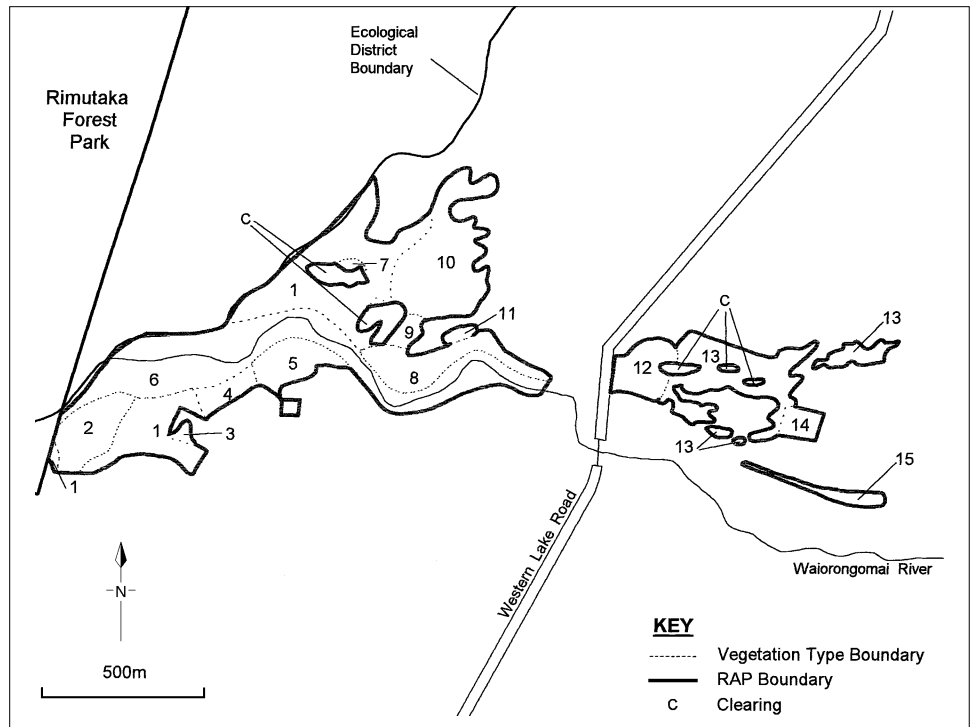 Ecological
District
Boundary
Rimutaka
Forest
Park
C
7
10
1
11
9
C
13
12
13
5
8
6
4
2
1
3
14
13
15
1
Western Lake Road
Waiorongomai River
N
500m
KEY
Vegetation Type Boundary
RAP Boundary
C Clearing